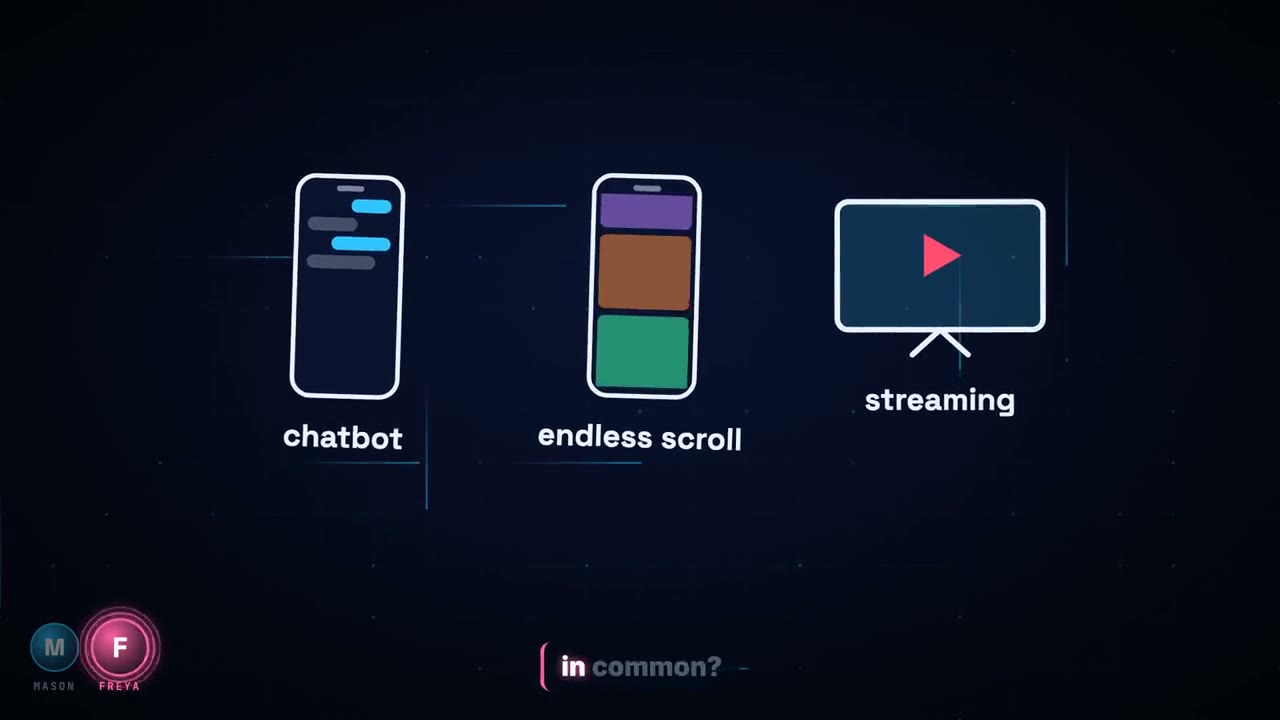 chatbot
endless scroll
streaming
M
F
MASON
FREYA
in common?